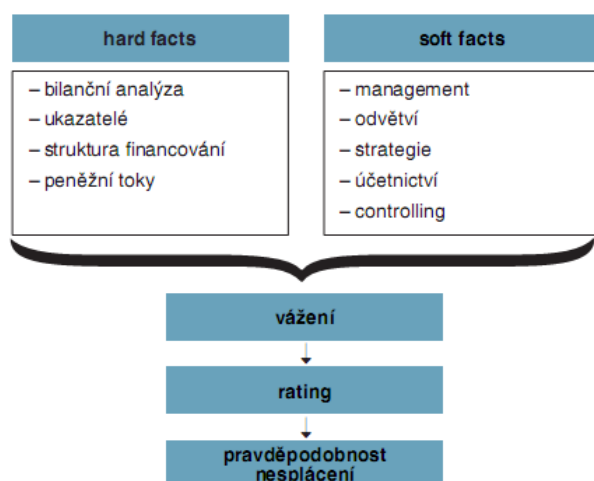 hard facts
– bilanční analýza
– ukazatelé
– struktura financování
– peněžní toky
soft facts
– management
– odvětví
– strategie
– účetnictví
– controlling
vážení
rating
pravděpodobnost
nesplácení